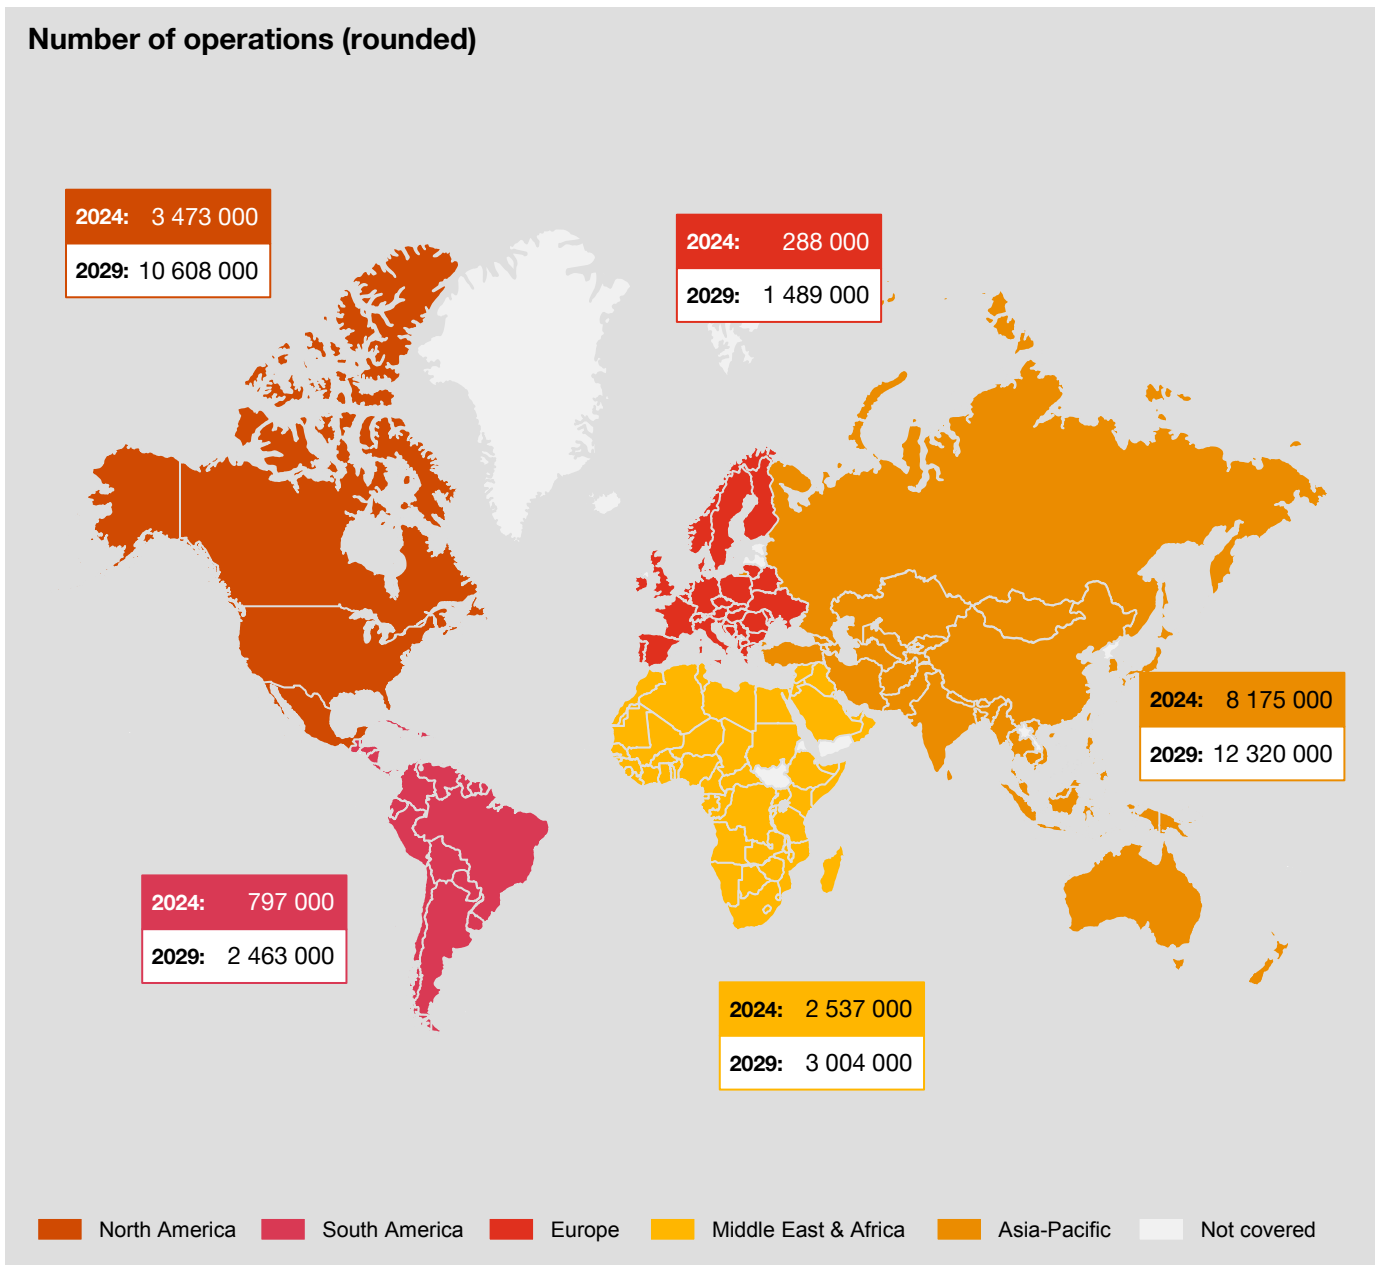 Number of operations (rounded)
2024: 3 473 000
2029: 10 608 000
2024: 288 000
2029: 1 489 000
2024: 8 175 000
2029: 12 320 000
2024: 797 000
2029: 2 463 000
2024: 2 537 000
2029: 3 004 000
North America South America Europe Middle East & Africa Asia-Pacific Not covered